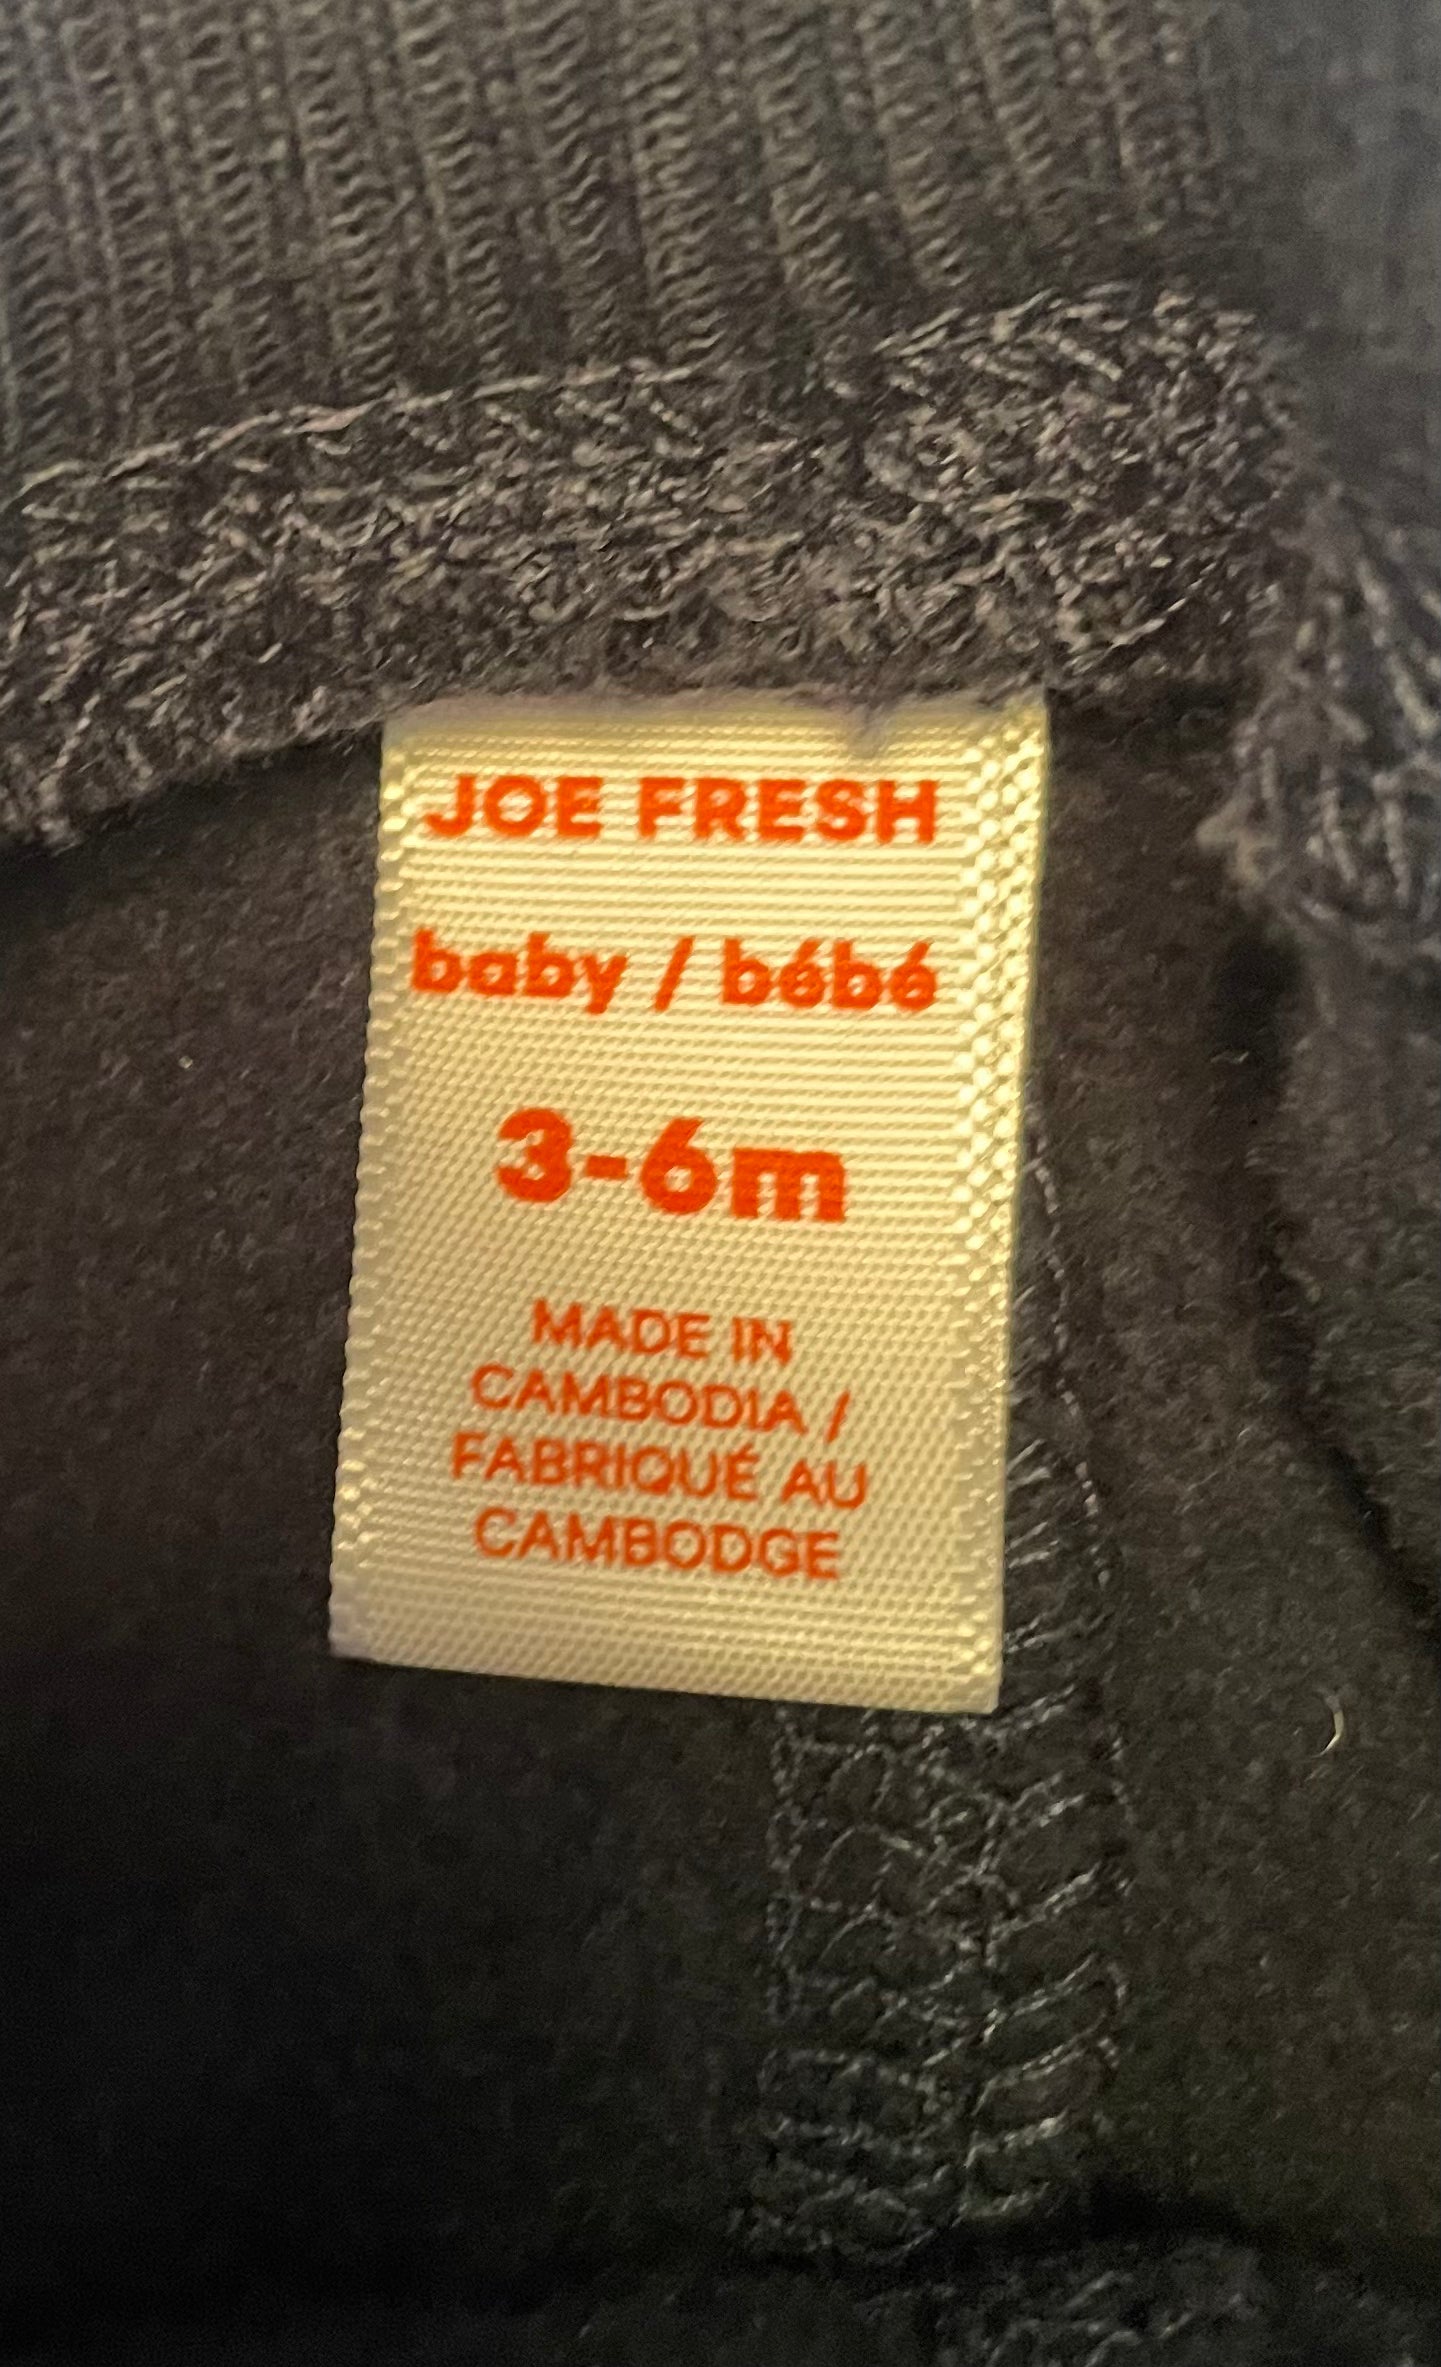 JOE FRESH
baby / bébé
3-6m
MADE IN
CAMBODIA /
FABRIQUÉ AU
CAMBODGE